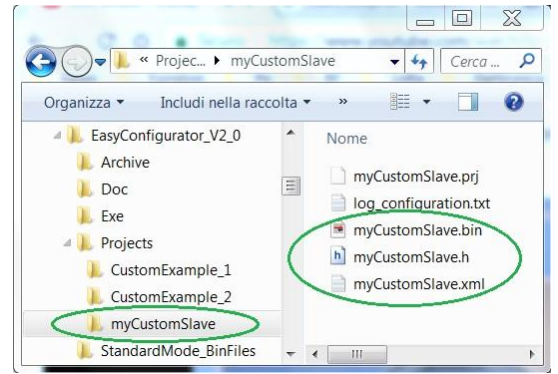 « Projec... ▸ myCustomSlave
Cerca ...
Organizza
Includi nella raccolta
»
EasyConfigurator_V2_0
Archive
Doc
Exe
Projects
CustomExample_1
CustomExample_2
myCustomSlave
StandardMode_BinFiles
Nome
myCustomSlave.prj
log_configuration.txt
myCustomSlave.bin
h myCustomSlave.h
myCustomSlave.xml